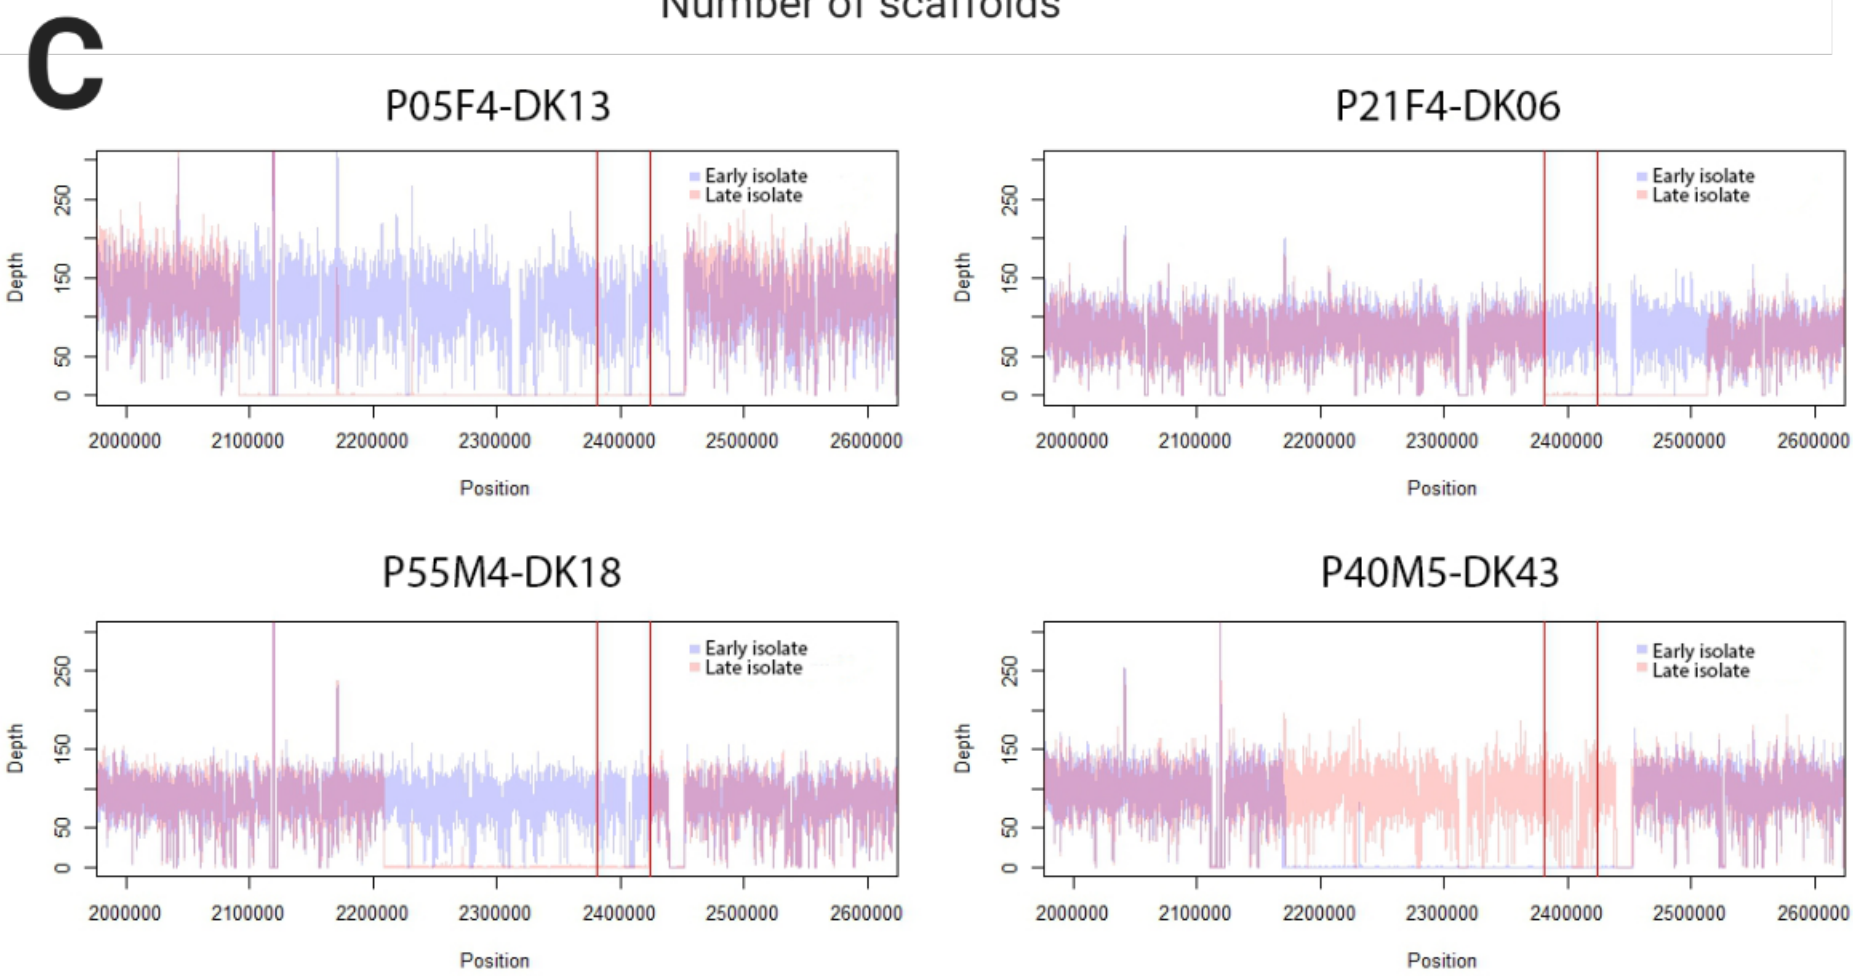 Number of scaffolds
C
P05F4-DK13
Early isolate
Late isolate
Depth
0 50 150 250
2000000 2100000 2200000 2300000 2400000 2500000 2600000
Position
P21F4-DK06
Early isolate
Late isolate
Depth
0 50 150 250
2000000 2100000 2200000 2300000 2400000 2500000 2600000
Position
P55M4-DK18
Early isolate
Late isolate
Depth
0 50 150 250
2000000 2100000 2200000 2300000 2400000 2500000 2600000
Position
P40M5-DK43
Early isolate
Late isolate
Depth
0 50 150 250
2000000 2100000 2200000 2300000 2400000 2500000 2600000
Position